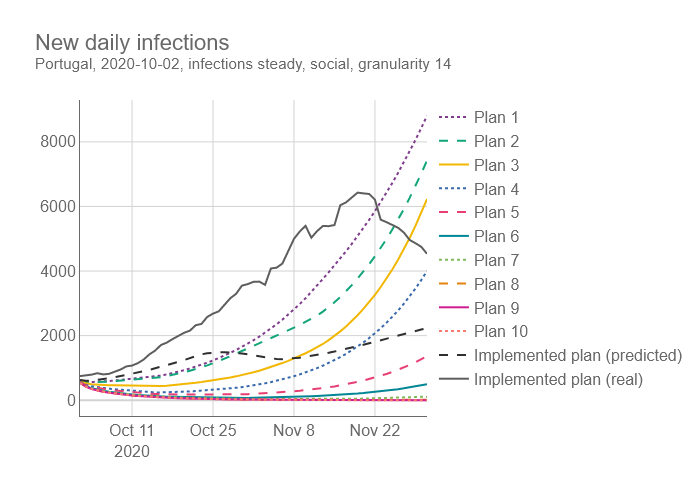 New daily infections
Portugal, 2020-10-02, infections steady, social, granularity 14
8000
6000
4000
2000
0
Oct 11
2020
Oct 25
Nov 8
Nov 22
Plan 1
Plan 2
Plan 3
Plan 4
Plan 5
Plan 6
Plan 7
Plan 8
Plan 9
Plan 10
Implemented plan (predicted)
Implemented plan (real)